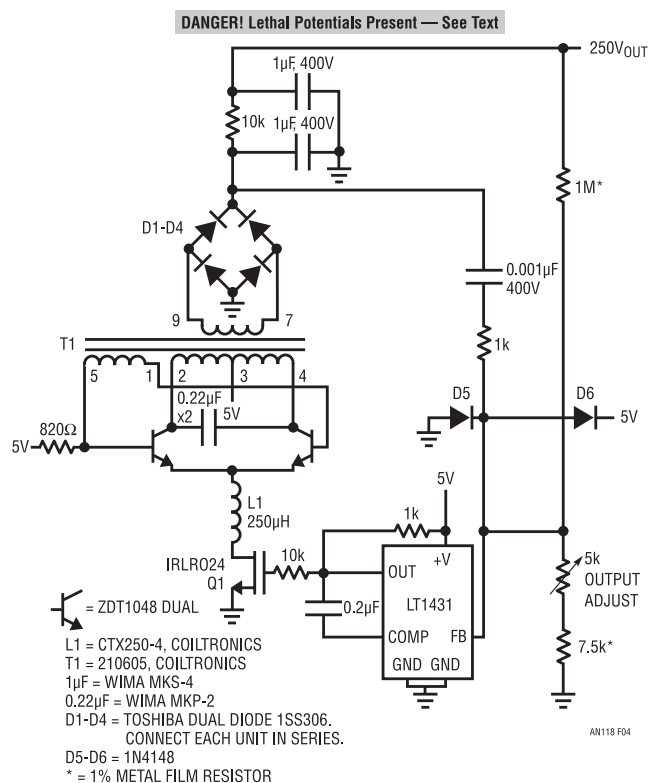 DANGER! Lethal Potentials Present — See Text
250VOUT
1µF, 400V
10k
1µF, 400V
1M*
D1-D4
0.001µF
400V
9
7
1k
T1
5
1
2
3
4
0.22µF
x2
5V
D5
D6
5V
820Ω
5V
5V
L1
250µH
1k
+V
IRLRO24
Q1
10k
OUT
LT1431
5k
OUTPUT
ADJUST
0.2µF
COMP
FB
7.5k*
GND GND
= ZDT1048 DUAL
L1 = CTX250-4, COILTRONICS
T1 = 210605, COILTRONICS
1µF = WIMA MKS-4
0.22µF = WIMA MKP-2
D1-D4 = TOSHIBA DUAL DIODE 1SS306.
CONNECT EACH UNIT IN SERIES.
D5-D6 = 1N4148
* = 1% METAL FILM RESISTOR
AN118 F04